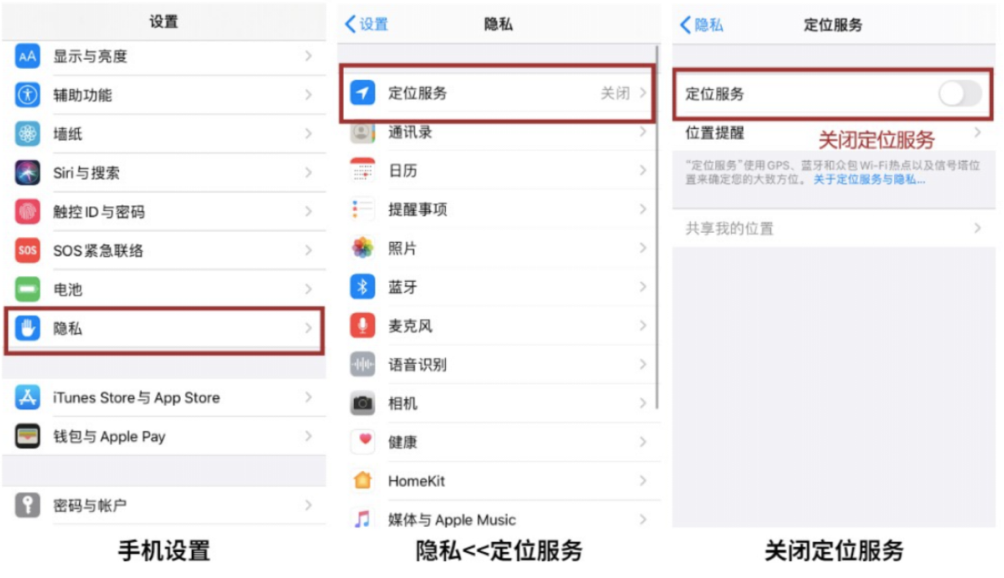 设置
AA
显示与亮度
辅助功能
墙纸
Siri与搜索
触控ID与密码
SOS
SOS紧急联络
电池
隐私
iTunes Store与App Store
钱包与Apple Pay
密码与帐户
手机设置
设置
隐私
定位服务
关闭
通讯录
日历
提醒事项
照片
蓝牙
麦克风
语音识别
相机
健康
HomeKit
媒体与Apple Music
隐私<<定位服务
隐私
定位服务
定位服务
位置提醒
关闭定位服务
“定位服务”使用GPS、蓝牙和众包Wi-Fi热点以及信号塔位
置来确定您的大致方位。关于定位服务与隐私...
共享我的位置
关闭定位服务